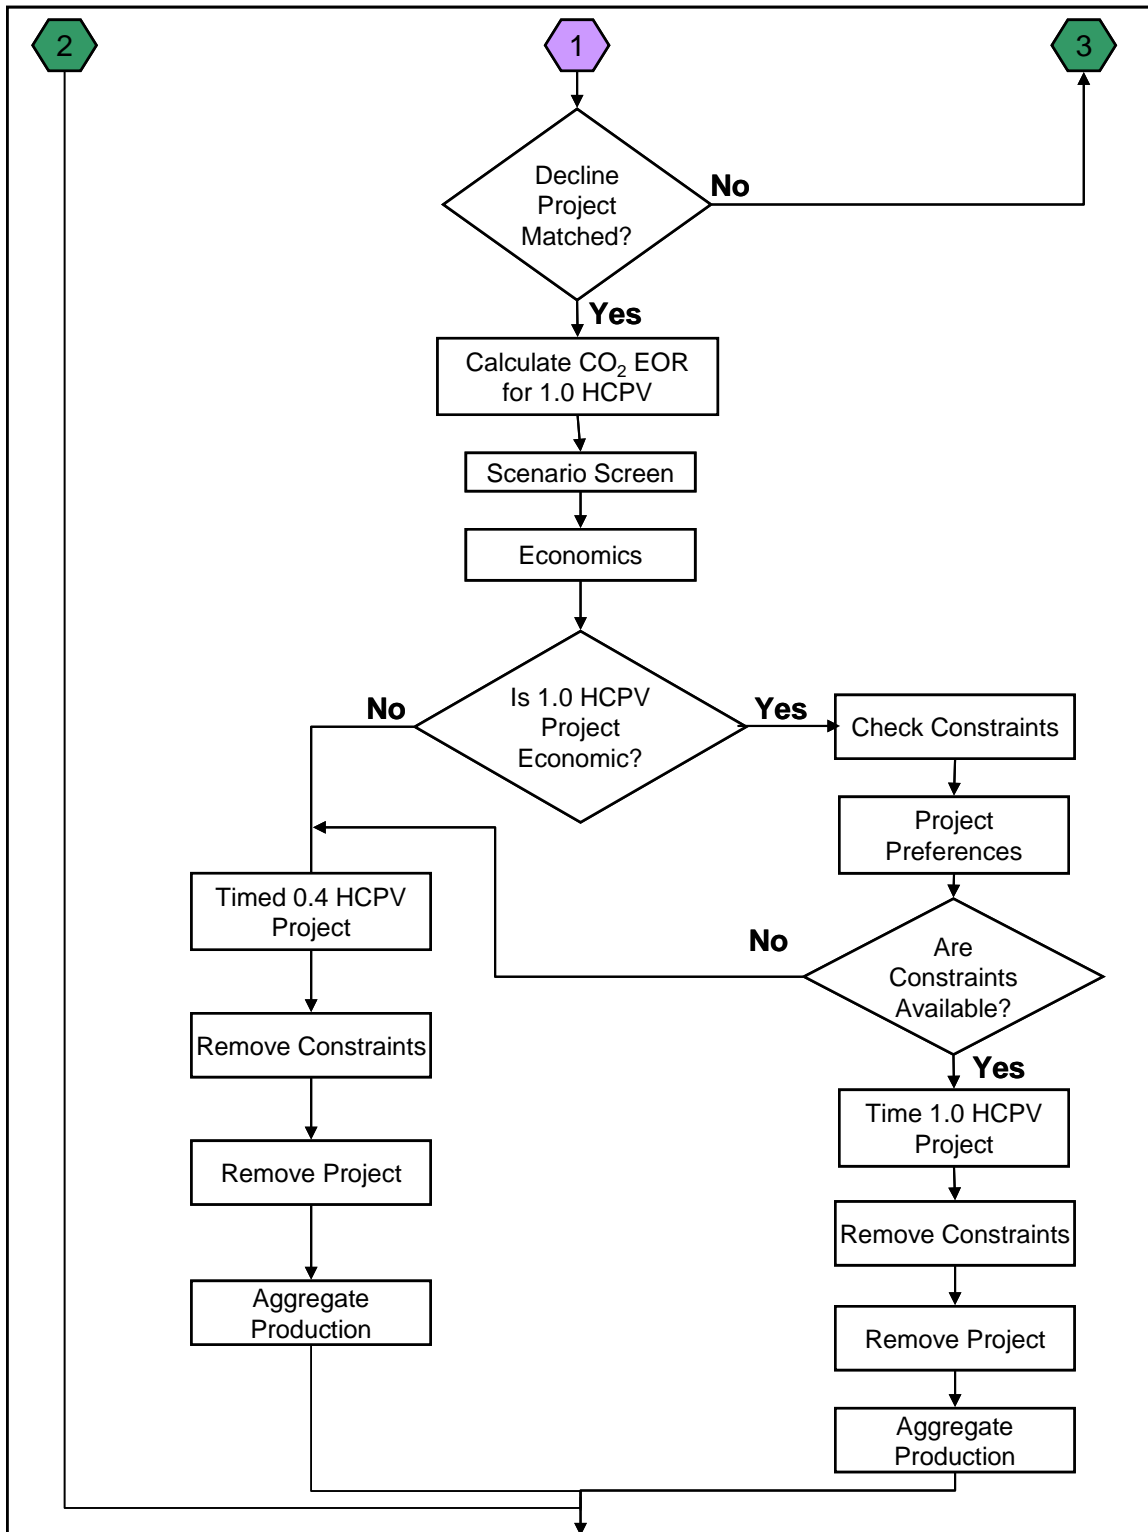 2
1
3
Decline
Project
Matched?
No
Yes
Calculate CO₂ EOR
for 1.0 HCPV
Scenario Screen
Economics
Is 1.0 HCPV
Project
Economic?
No
Yes
Check Constraints
Project
Preferences
Are
Constraints
Available?
No
Yes
Timed 0.4 HCPV
Project
Remove Constraints
Remove Project
Aggregate
Production
Time 1.0 HCPV
Project
Remove Constraints
Remove Project
Aggregate
Production